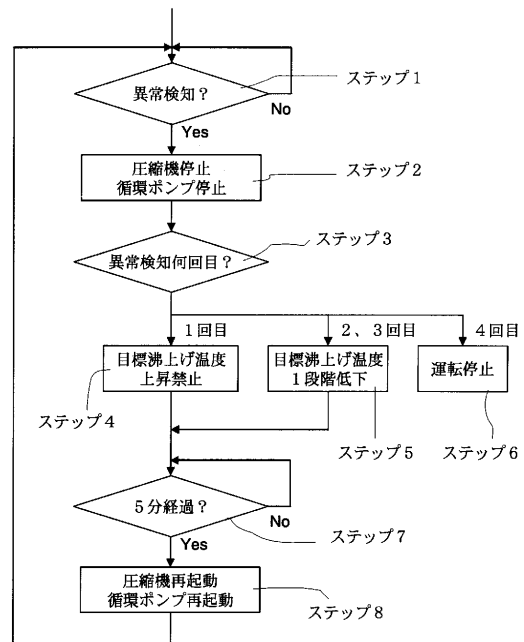 異常検知？
ステップ１
No
Yes
圧縮機停止
循環ポンプ停止
ステップ２
異常検知何回目？
ステップ３
１回目
２、３回目
４回目
目標沸上げ温度
上昇禁止
目標沸上げ温度
１段階低下
運転停止
ステップ４
ステップ５
ステップ６
５分経過？
No
ステップ７
Yes
圧縮機再起動
循環ポンプ再起動
ステップ８